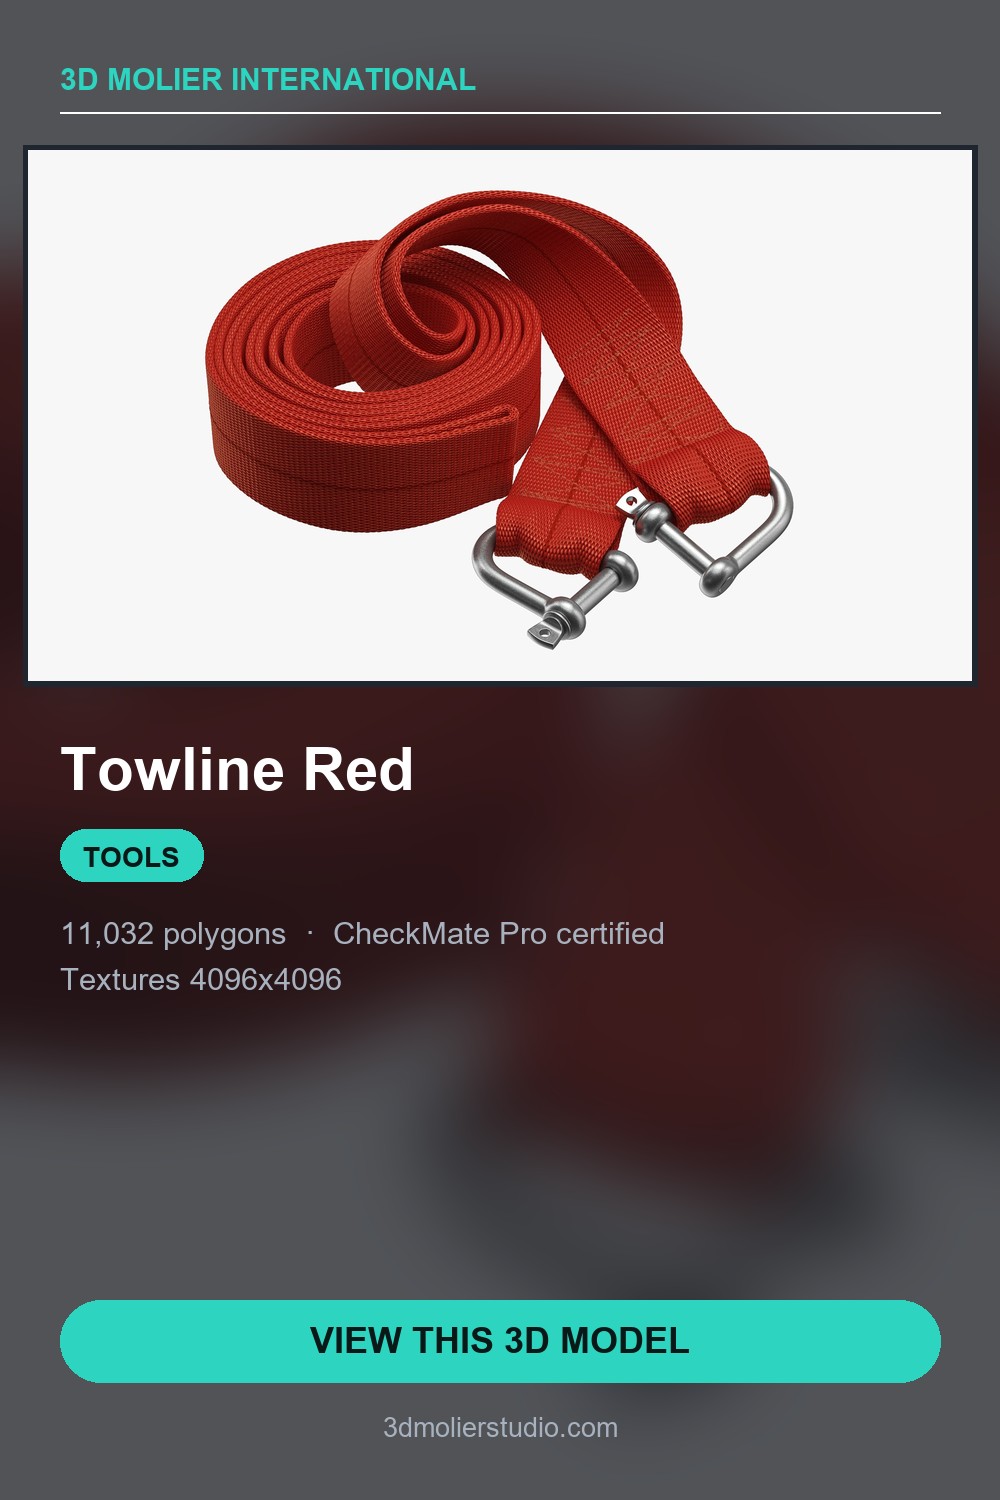 3D MOLIER INTERNATIONAL
Towline Red
TOOLS
11,032 polygons · CheckMate Pro certified
Textures 4096x4096
VIEW THIS 3D MODEL
3dmolierstudio.com